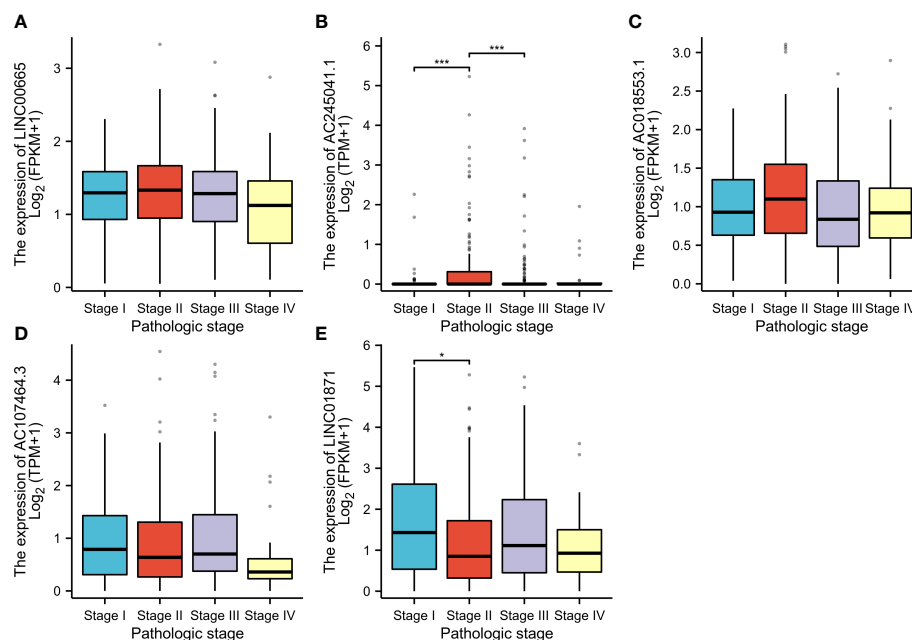 A
The expression of LINC00665
Log2 (FPKM+1)
3
2
1
0
Stage I Stage II Stage III Stage IV
Pathologic stage
B
The expression of AC245041.1
Log2 (TPM+1)
6
5
4
3
2
1
0
***
***
Stage I Stage II Stage III Stage IV
Pathologic stage
C
The expression of AC018553.1
Log2 (FPKM+1)
3.0
2.5
2.0
1.5
1.0
0.5
0.0
Stage I Stage II Stage III Stage IV
Pathologic stage
D
The expression of AC107464.3
Log2 (TPM+1)
4
3
2
1
0
Stage I Stage II Stage III Stage IV
Pathologic stage
E
The expression of LINC01871
Log2 (FPKM+1)
6
5
4
3
2
1
0
*
Stage I Stage II Stage III Stage IV
Pathologic stage